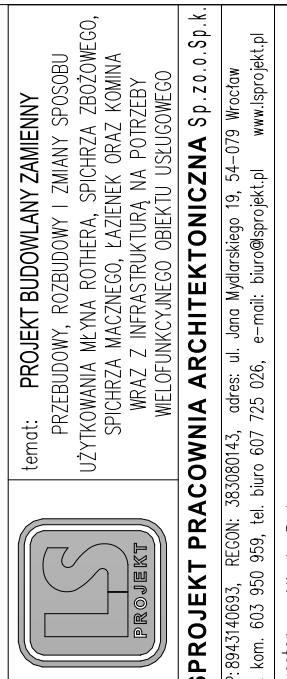 temat: PROJEKT BUDOWLANY ZAMIENNY
PRZEBUDOWY, ROZBUDOWY I ZMIANY SPOSOBU
UŻYTKOWANIA MŁYNA ROTHERA, SPICHRZA ZBOŻOWEGO,
SPICHRZA MACZNEGO, ŁAZIENEK ORAZ KOMINA
WRAZ Z INFRASTRUKTURĄ NA POTRZEBY
WIELOFUNKCYJNEGO OBIEKTU USŁUGOWEGO
LS
PROJEKT
SPROJEKT PRACOWNIA ARCHITEKTONICZNA Sp.zo.o.Sp.k.
P:8943140693, REGON: 383080143, adres: ul. Jana Mydlarskiego 19, 54-079 Wrocław
kom. 603 950 959, tel. biuro 607 725 026, e-mail: biuro@lsprojekt.pl www.lsprojekt.pl